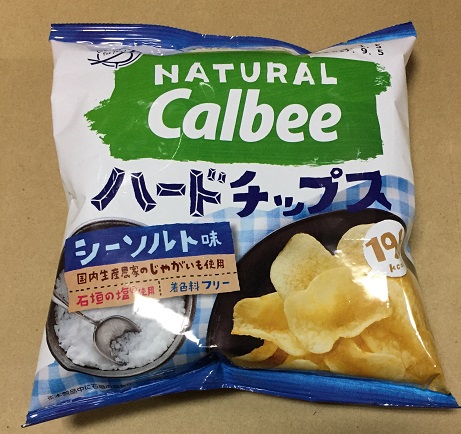 NATURAL
Calbee
ハードチップス
シーソルト味
国内生産農家のじゃがいも使用
石垣の塩使用
着色料フリー